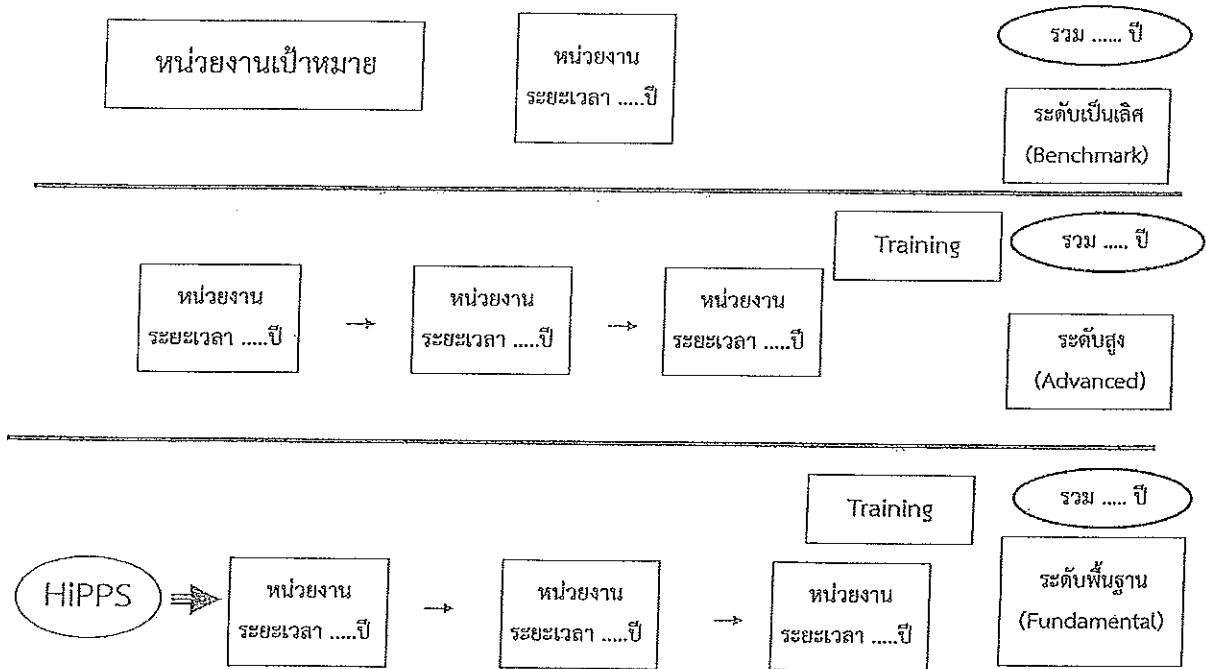 หน่วยงานเป้าหมาย
หน่วยงาน
ระยะเวลา .....ปี
รวม ...... ปี
ระดับเป็นเลิศ
(Benchmark)
Training
รวม ..... ปี
หน่วยงาน
ระยะเวลา .....ปี
หน่วยงาน
ระยะเวลา .....ปี
หน่วยงาน
ระยะเวลา .....ปี
ระดับสูง
(Advanced)
Training
รวม ..... ปี
HiPPS
หน่วยงาน
ระยะเวลา .....ปี
หน่วยงาน
ระยะเวลา .....ปี
หน่วยงาน
ระยะเวลา .....ปี
ระดับพื้นฐาน
(Fundamental)